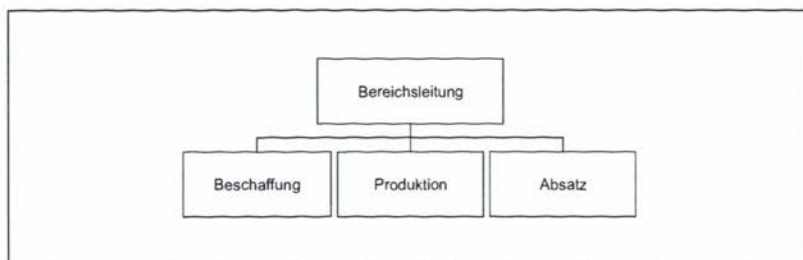 Bereichsleitung
Beschaffung
Produktion
Absatz